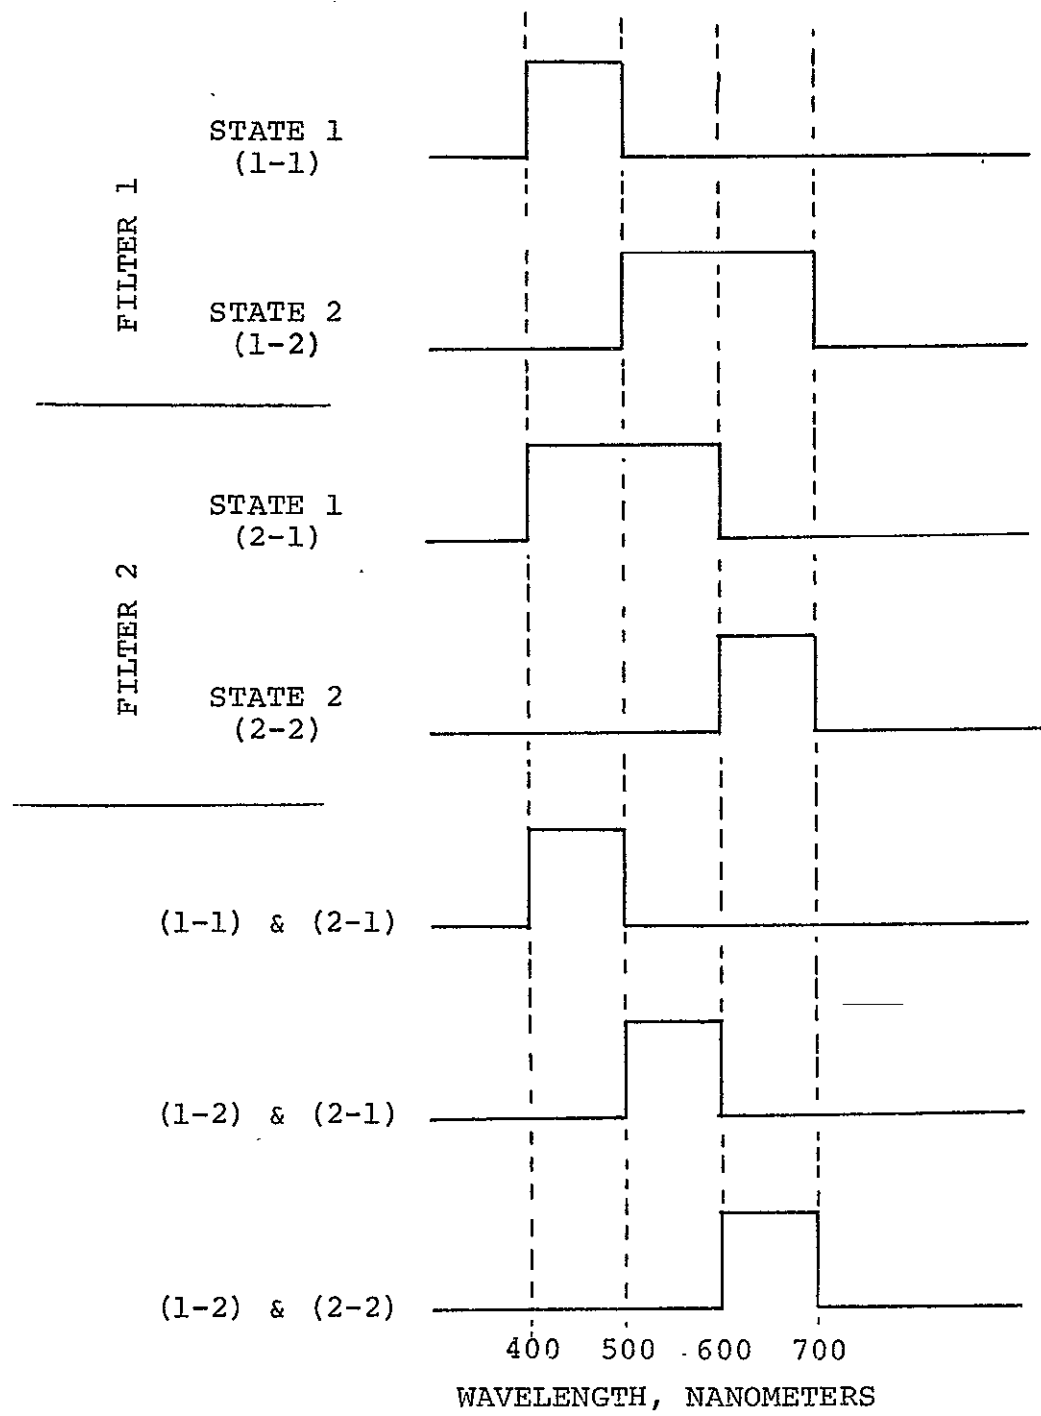 FILTER 1
STATE 1
(1-1)
STATE 2
(1-2)
FILTER 2
STATE 1
(2-1)
STATE 2
(2-2)
(1-1) & (2-1)
(1-2) & (2-1)
(1-2) & (2-2)
400 500 600 700
WAVELENGTH, NANOMETERS